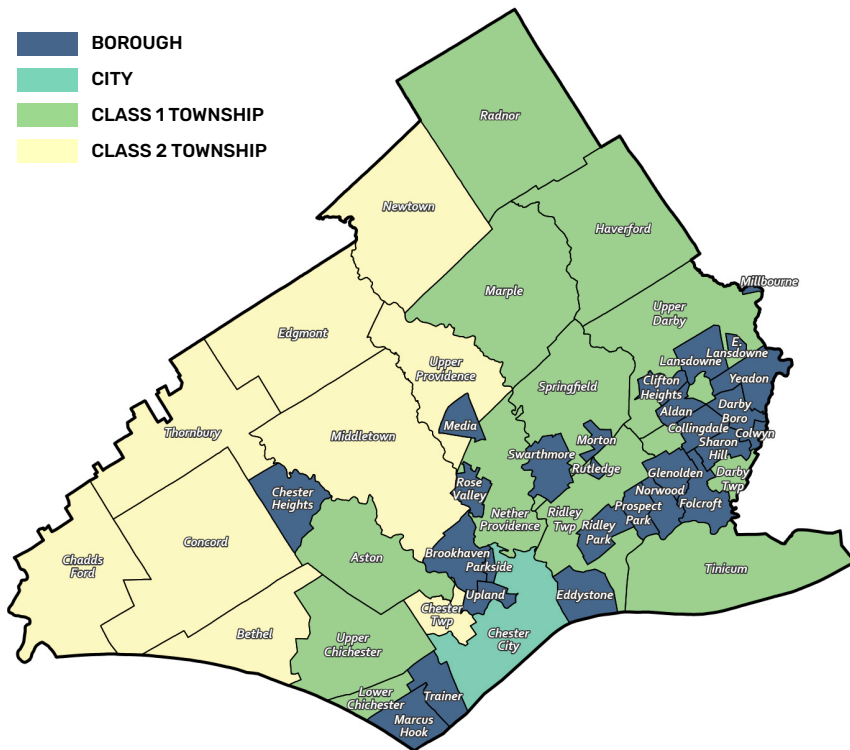 BOROUGH
CITY
CLASS 1 TOWNSHIP
CLASS 2 TOWNSHIP
Radnor
Newtown
Haverford
Millbourne
Marple
Upper
Darby
Edgmont
E.
Lansdowne
Lansdowne
Upper
Providence
Yeadon
Clifton
Heights
Springfield
Darby
Boro
Aldan
Media
Collingdale
Colwyn
Thornbury
Middletown
Morton
Sharon
Hill
Swarthmore
Rutledge
Glenolden
Darby
Twp
Rose
Valley
Chester
Heights
Norwood
Folcroft
Prospect
Park
Nether
Providence
Ridley
Twp
Ridley
Park
Concord
Chadds
Ford
Aston
Brookhaven
Parkside
Tinicum
Upland
Eddystone
Chester
Twp
Bethel
Upper
Chichester
Chester
City
Lower
Chichester
Trainer
Marcus
Hook